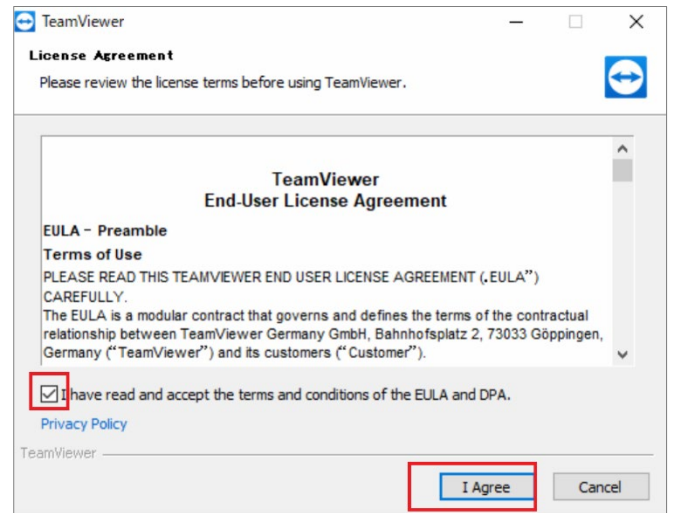 TeamViewer
License Agreement
Please review the license terms before using TeamViewer.
TeamViewer
End-User License Agreement
EULA - Preamble
Terms of Use
PLEASE READ THIS TEAMVIEWER END USER LICENSE AGREEMENT („EULA”)
CAREFULLY.
The EULA is a modular contract that governs and defines the terms of the contractual
relationship between TeamViewer Germany GmbH, Bahnhofsplatz 2, 73033 Göppingen,
Germany (“TeamViewer”) and its customers (“Customer”).
I have read and accept the terms and conditions of the EULA and DPA.
Privacy Policy
TeamViewer
I Agree
Cancel